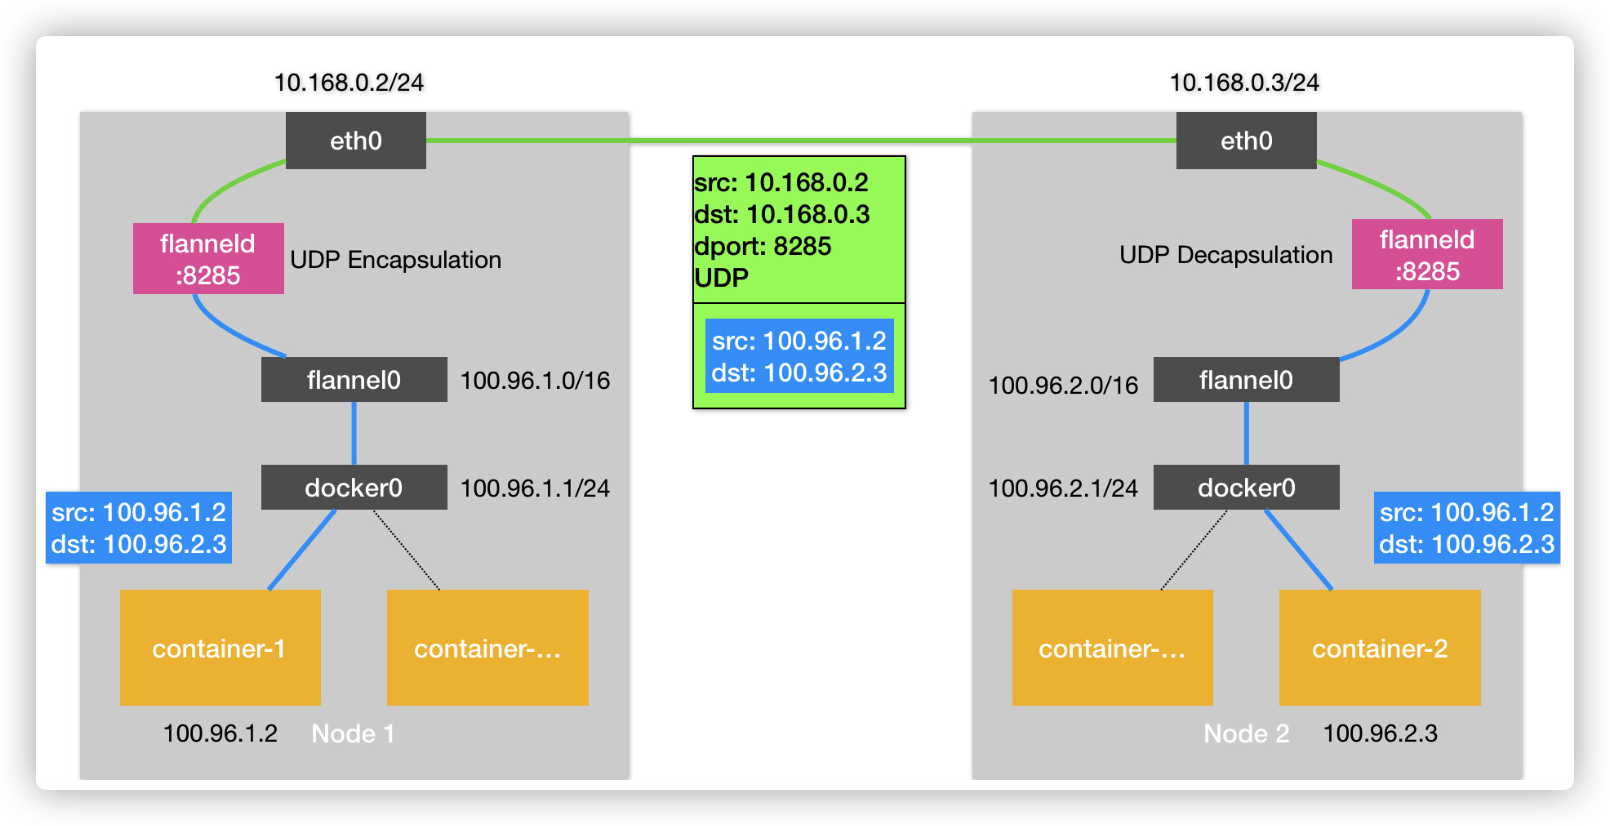 10.168.0.2/24
10.168.0.3/24
eth0
eth0
src: 10.168.0.2
dst: 10.168.0.3
dport: 8285
UDP
flanneld
:8285
UDP Encapsulation
UDP Decapsulation
flanneld
:8285
src: 100.96.1.2
dst: 100.96.2.3
flannel0
100.96.1.0/16
100.96.2.0/16
flannel0
docker0
100.96.1.1/24
100.96.2.1/24
docker0
src: 100.96.1.2
dst: 100.96.2.3
src: 100.96.1.2
dst: 100.96.2.3
container-1
container-...
container-...
container-2
100.96.1.2
Node 1
Node 2
100.96.2.3